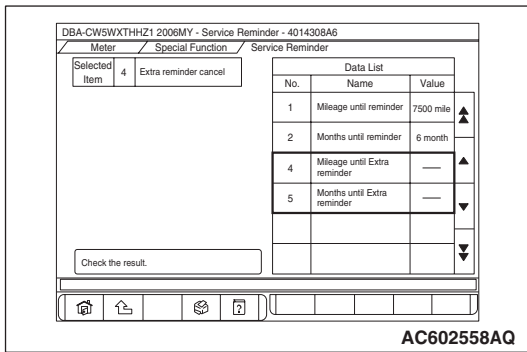 DBA-CW5WXTHHZ1 2006MY - Service Reminder - 4014308A6
Meter Special Function Service Reminder
Selected Item 4 Extra reminder cancel
Data List
No. Name Value
1 Mileage until reminder 7500 mile
2 Months until reminder 6 month
4 Mileage until Extra reminder —
5 Months until Extra reminder —
Check the result.
?
AC602558AQ